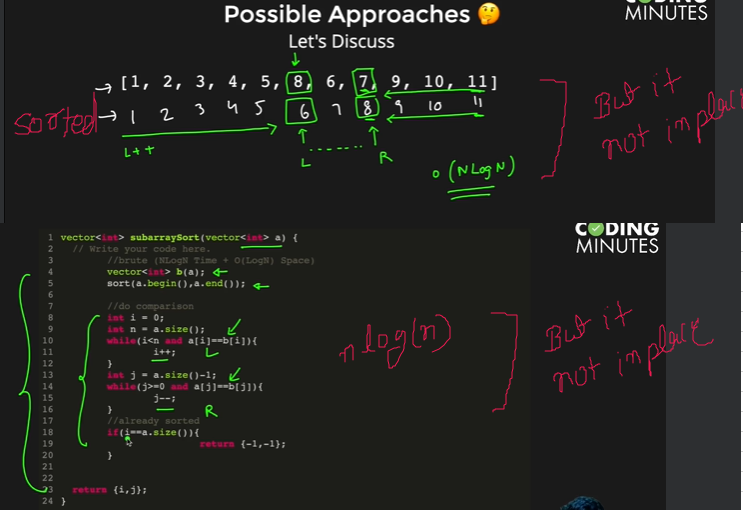 Possible Approaches 🤔
CODING
MINUTES
Let's Discuss
[1, 2, 3, 4, 5, 8, 6, 7, 9, 10, 11]
sorted 1 2 3 4 5 6 7 8 9 10 11
L++
L
R
O(NLogN)
But it
not in place
CODING
MINUTES
1 vector<int> subarraySort(vector<int> a) {
2 // Write your code here.
3 //brute (NLogN Time + O(LogN) Space)
4 vector<int> b(a);
5 sort(a.begin(),a.end());
6
7 //do comparison
8 int i = 0;
9 int n = a.size();
10 while(i<n and a[i]==b[i]){
11 i++; L
12 }
13 int j = a.size()-1;
14 while(j>=0 and a[j]==b[j]){
15 j--;
16 } R
17 //already sorted
18 if(i==a.size()){
19 return {-1,-1};
20 }
21
22
23 return {i,j};
24 }
nlog(n)
But it
not in place